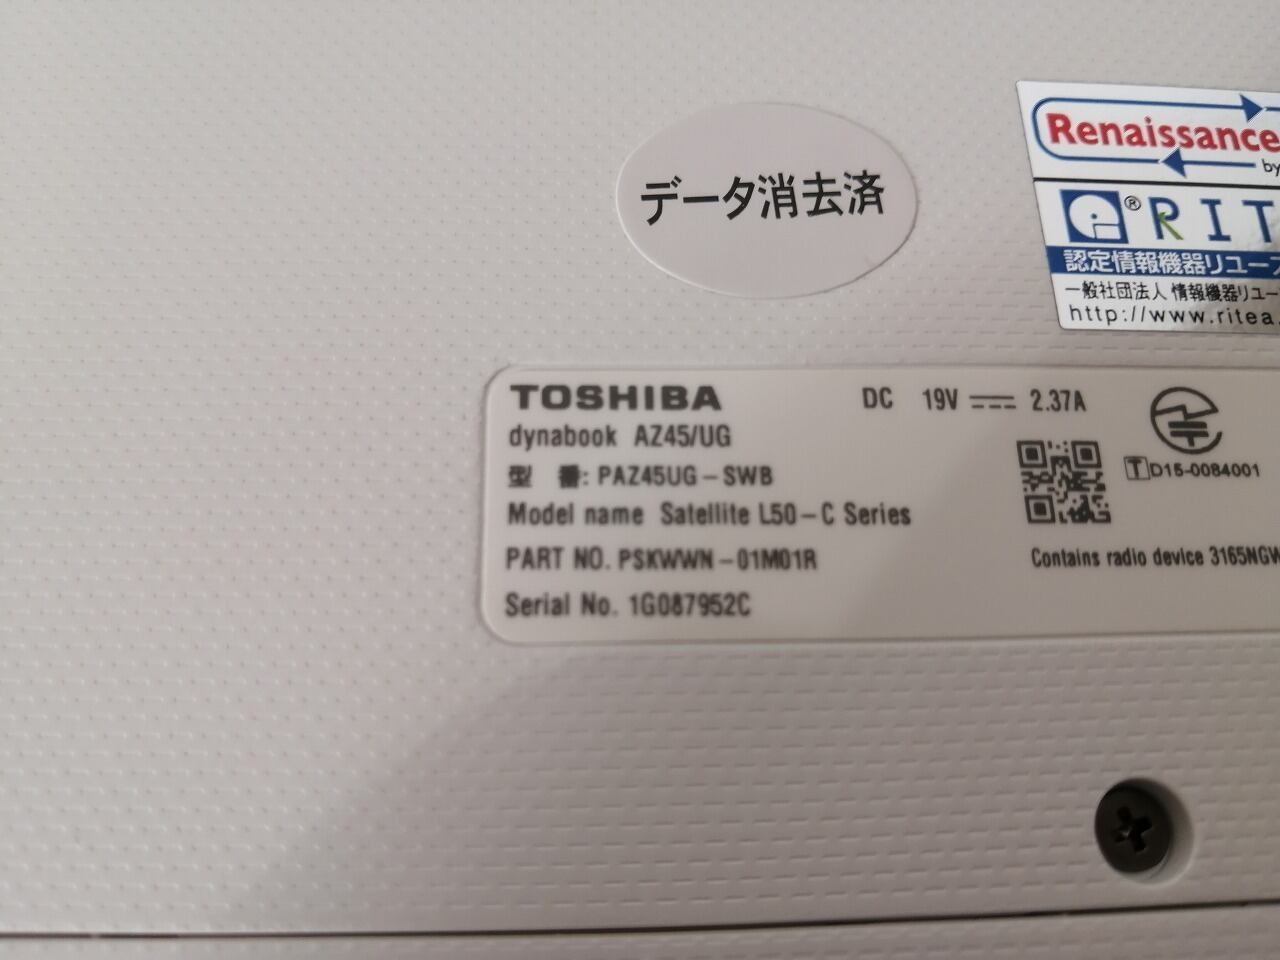 データ消去済
Renaissance
by
® RIT
認定情報機器リユース
一般社団法人 情報機器リユー
http://www.ritea.
TOSHIBA
DC 19V 2.37A
dynabook AZ45/UG
型 番: PAZ45UG-SWB
Model name Satellite L50-C Series
T D15-0084001
PART NO. PSKWWN-01M01R
Contains radio device 3165NGW
Serial No. 1G087952C